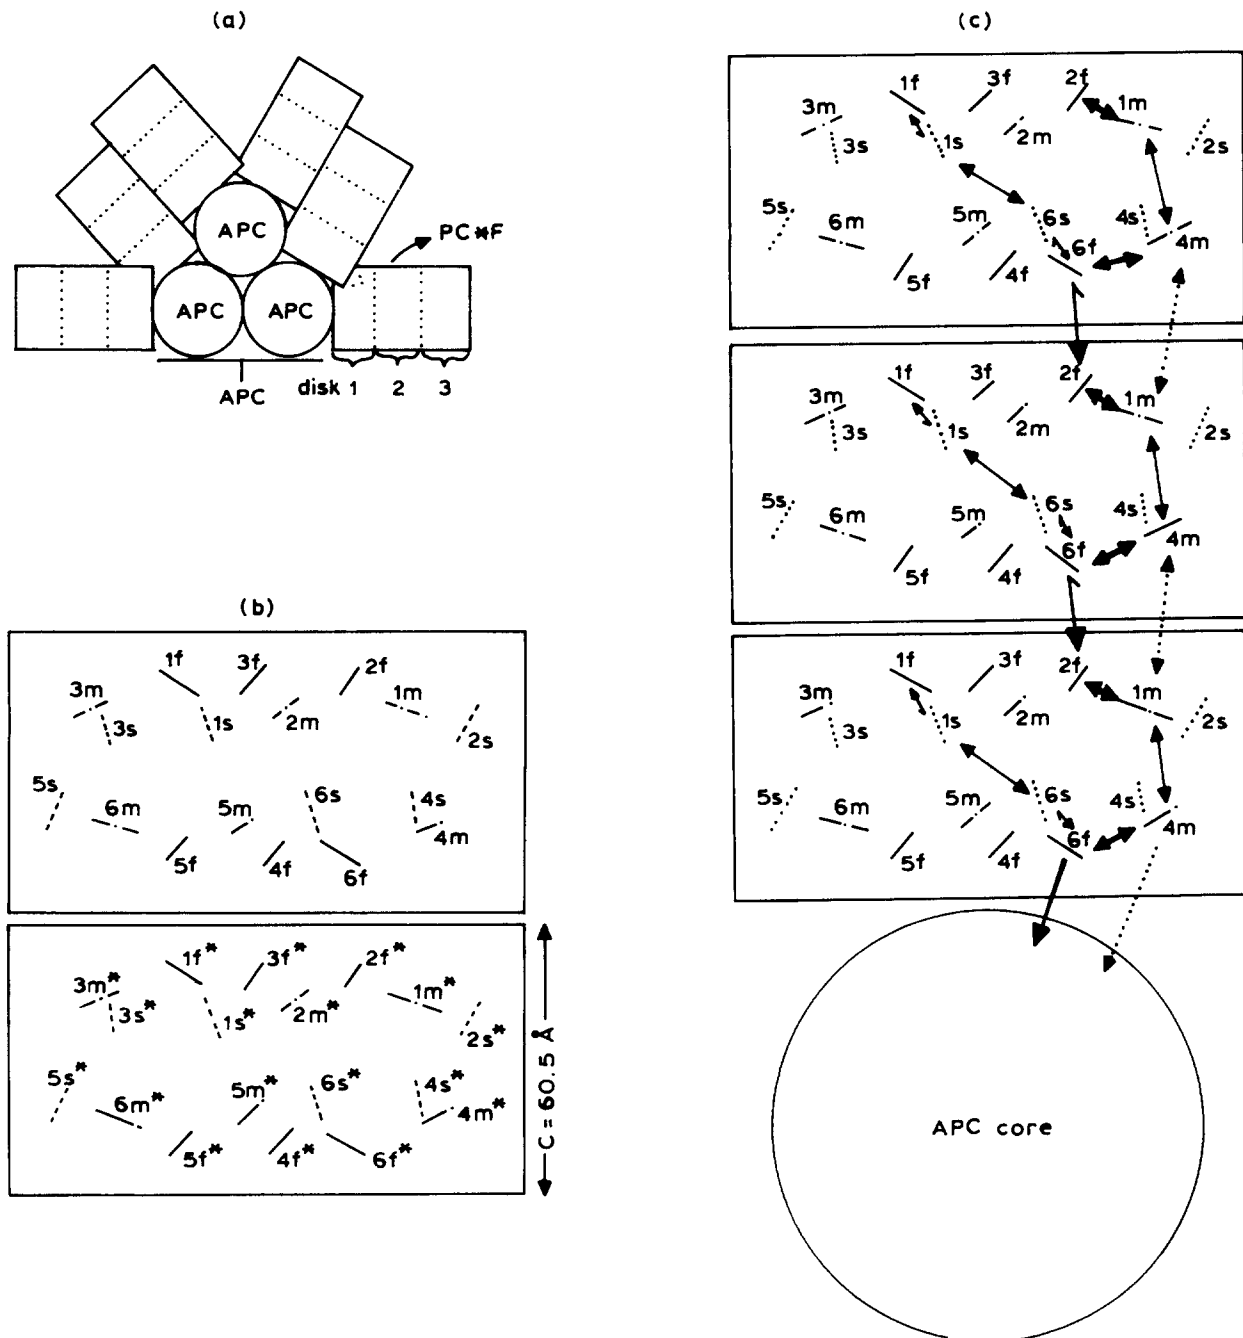 (a)
APC
PC*F
APC APC
APC
disk 1 2 3
(b)
1f 3f 2f
3m 1m
3s 1s 2m 2s
5s 6m 5m 6s 4s
4m
5f 4f 6f
1f* 3f* 2f*
3m* 1m*
3s* 1s* 2m* 2s*
5s* 6m* 5m* 6s* 4s*
4m*
5f* 4f* 6f*
C=60.5 Å
(c)
1f 3f 2f
3m 1m
3s 1s 2m 2s
5s 6m 5m 6s 4s
6f 4m
5f 4f
1f 3f 2f
3m 1m
3s 1s 2m 2s
5s 6m 5m 6s 4s
6f 4m
5f 4f
1f 3f 2f
3m 1m
3s 1s 2m 2s
5s 6m 5m 6s 4s
6f 4m
5f 4f
APC core